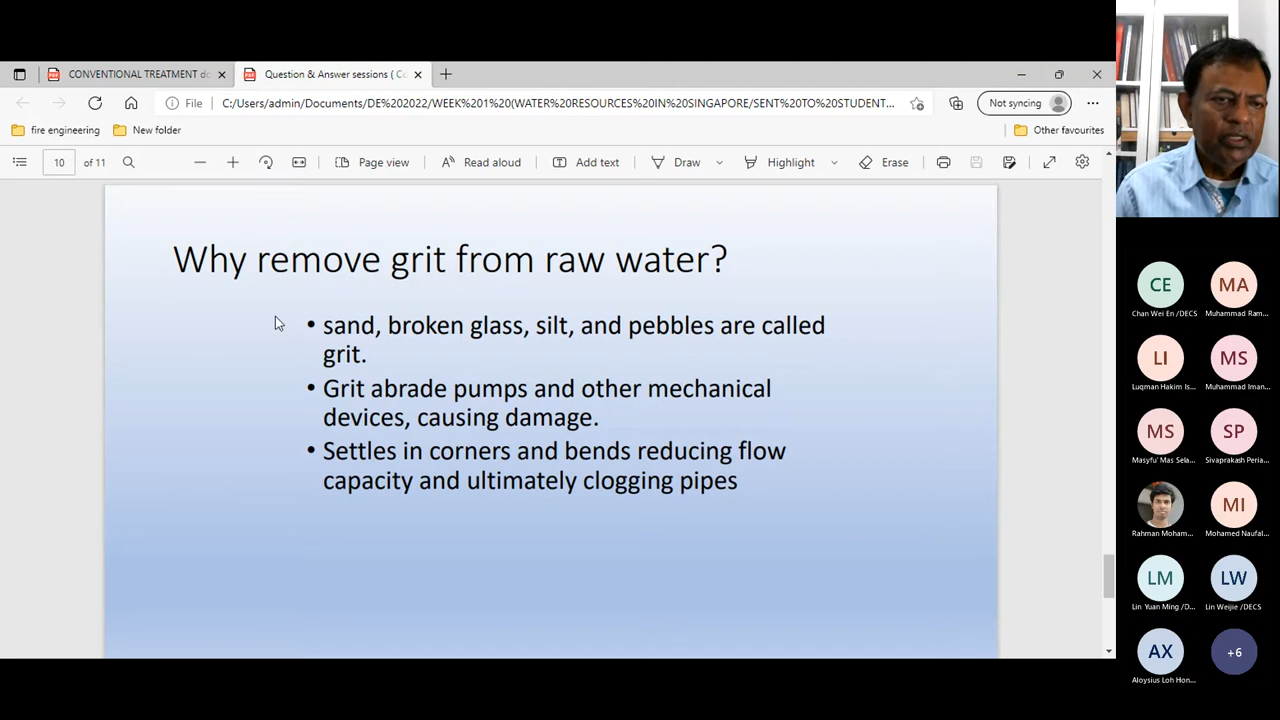 CONVENTIONAL TREATMENT do
Question & Answer sessions ( Co
File
C:/Users/admin/Documents/DE%202022/WEEK%201%20(WATER%20RESOURCES%20IN%20SINGAPORE/SENT%20TO%20STUDENT...
Not syncing
fire engineering
New folder
Other favourites
10 of 11
Page view
Read aloud
Add text
Draw
Highlight
Erase
Why remove grit from raw water?
• sand, broken glass, silt, and pebbles are called
grit.
• Grit abrade pumps and other mechanical
devices, causing damage.
• Settles in corners and bends reducing flow
capacity and ultimately clogging pipes
CE
Chan Wei En /DECS
MA
Muhammad Ram...
LI
Luqman Hakim Is...
MS
Muhammad Iman...
MS
Masyfu' Mas Sela...
SP
Sivaprakash Peria...
Rahman Moham...
MI
Mohamed Naufal...
LM
Lin Yuan Ming /D...
LW
Lin Weijie /DECS
AX
Aloysius Loh Hon...
+6